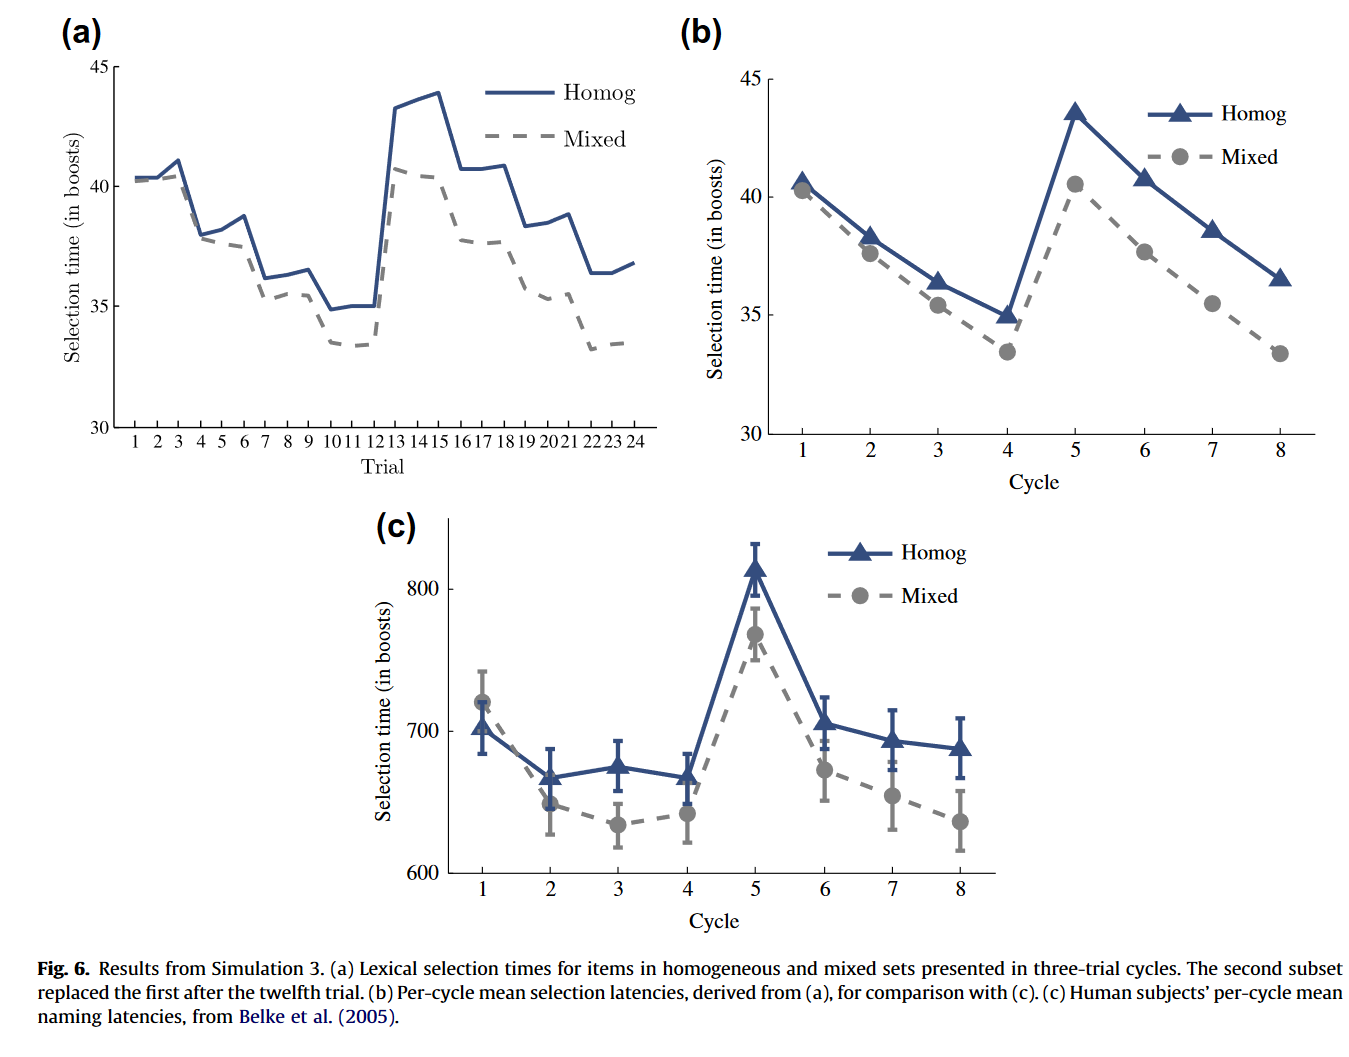 (a)
45
40
35
30
Selection time (in boosts)
Homog
Mixed
1 2 3 4 5 6 7 8 9 10 11 12 13 14 15 16 17 18 19 20 21 22 23 24
Trial
(b)
45
40
35
30
Selection time (in boosts)
Homog
Mixed
1 2 3 4 5 6 7 8
Cycle
(c)
800
700
600
Selection time (in boosts)
Homog
Mixed
1 2 3 4 5 6 7 8
Cycle
Fig. 6. Results from Simulation 3. (a) Lexical selection times for items in homogeneous and mixed sets presented in three-trial cycles. The second subset
replaced the first after the twelfth trial. (b) Per-cycle mean selection latencies, derived from (a), for comparison with (c). (c) Human subjects' per-cycle mean
naming latencies, from Belke et al. (2005).